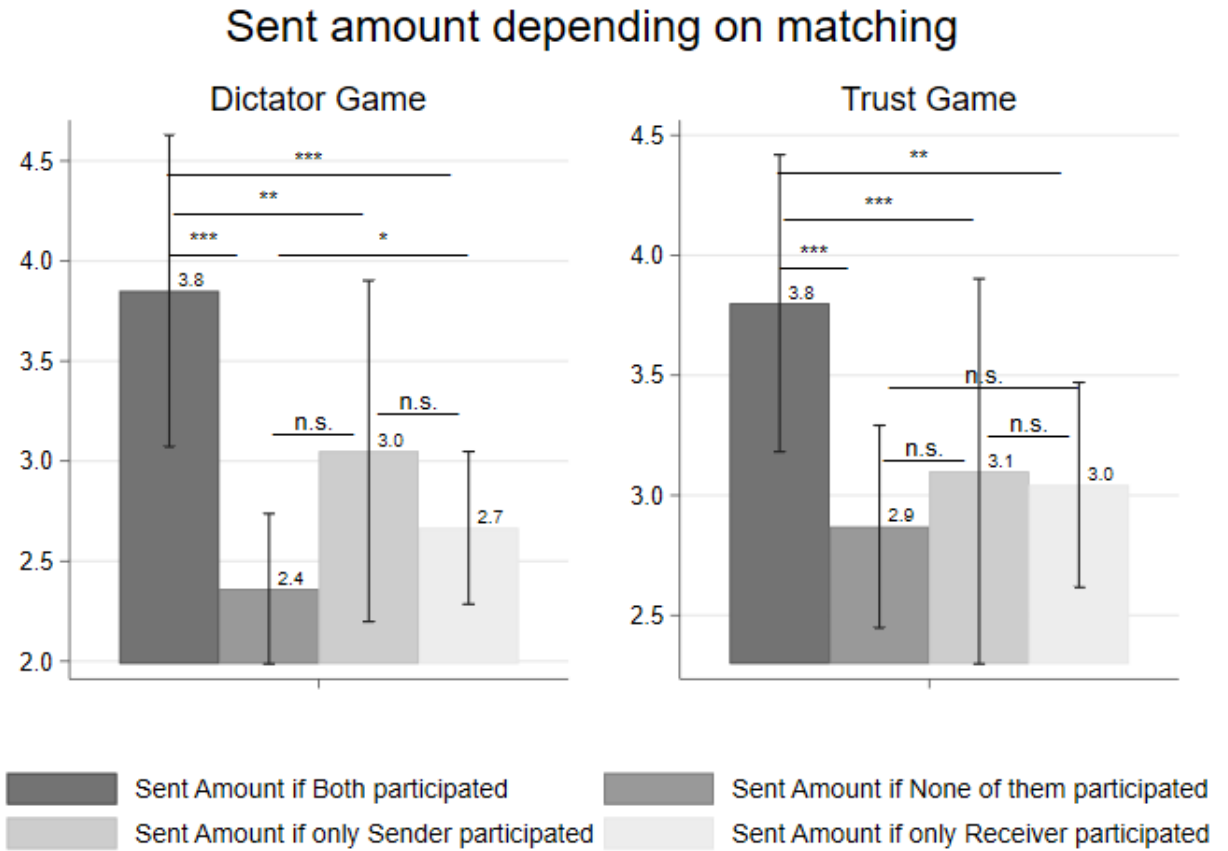 Sent amount depending on matching
Dictator Game
4.5
4.0
3.5
3.0
2.5
2.0
***
**
***
*
3.8
n.s.
n.s.
3.0
2.7
2.4
Trust Game
4.5
4.0
3.5
3.0
2.5
**
***
***
3.8
n.s.
n.s.
n.s.
3.1
3.0
2.9
Sent Amount if Both participated
Sent Amount if None of them participated
Sent Amount if only Sender participated
Sent Amount if only Receiver participated